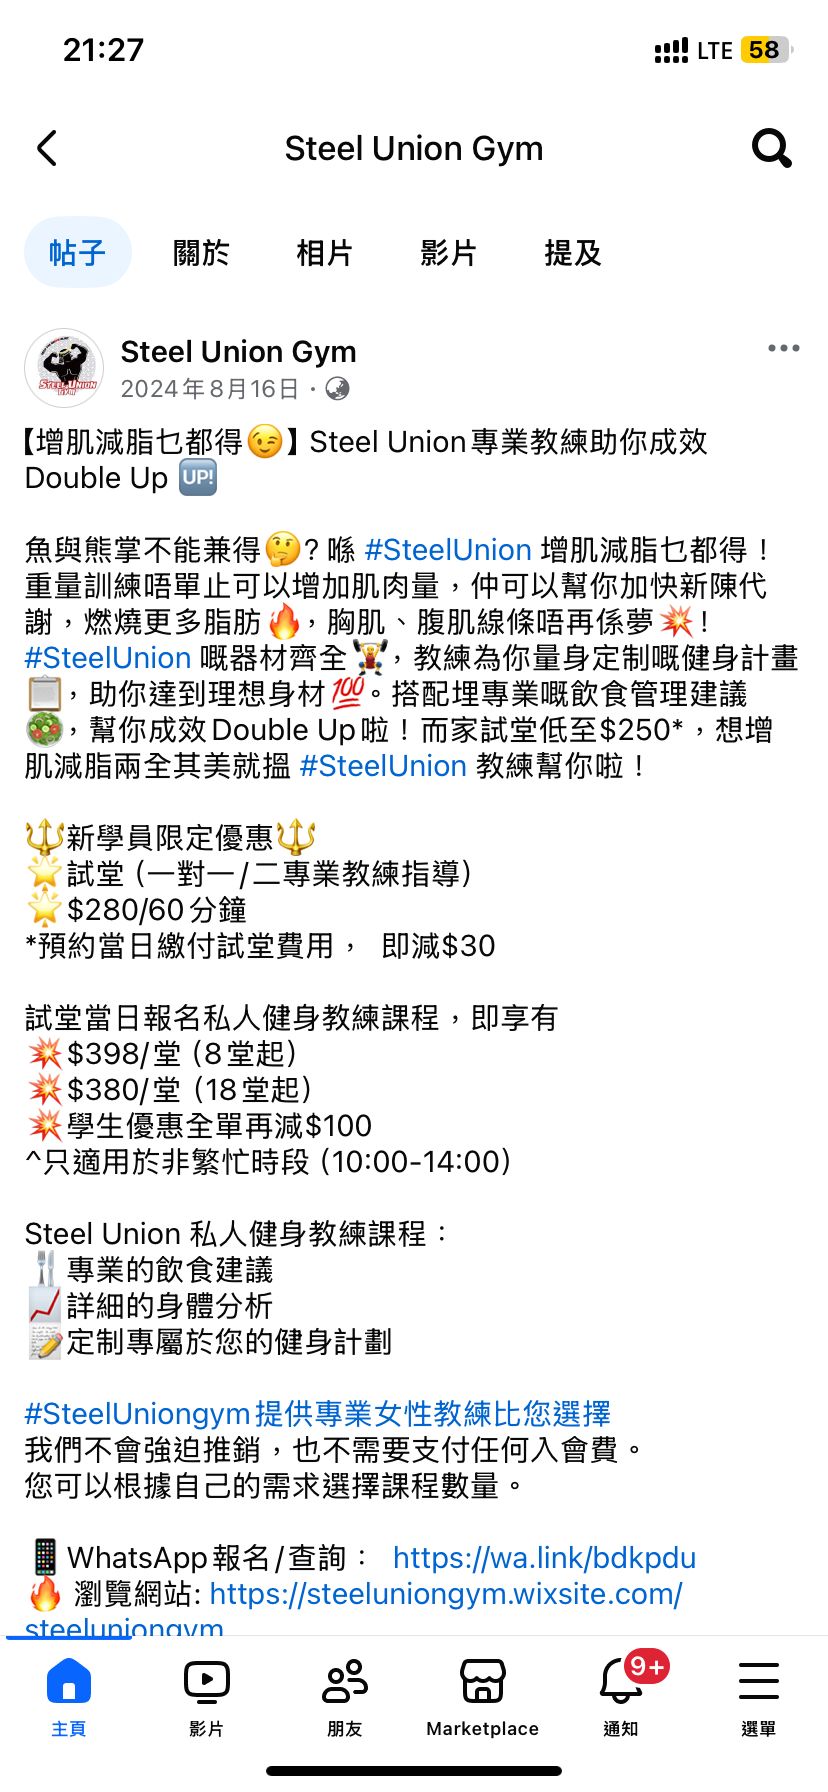 21:27
LTE 58
Steel Union Gym
帖子 關於 相片 影片 提及
STEEL UNION
GYM
Steel Union Gym
2024年8月16日 ·
【增肌減脂乜都得😉】Steel Union專業教練助你成效
Double Up 🆙
魚與熊掌不能兼得🤔? 喺 #SteelUnion 增肌減脂乜都得！
重量訓練唔單止可以增加肌肉量，仲可以幫你加快新陳代
謝，燃燒更多脂肪🔥，胸肌、腹肌線條唔再係夢💥!
#SteelUnion 嘅器材齊全🏋️，教練為你量身定制嘅健身計畫
📋，助你達到理想身材💯。搭配埋專業嘅飲食管理建議
🥗，幫你成效Double Up啦！而家試堂低至$250*，想增
肌減脂兩全其美就搵 #SteelUnion 教練幫你啦！
🔱新學員限定優惠🔱
🌟試堂 (一對一/二專業教練指導)
🌟$280/60分鐘
*預約當日繳付試堂費用， 即減$30
試堂當日報名私人健身教練課程，即享有
💥$398/堂 (8堂起)
💥$380/堂 (18堂起)
💥學生優惠全單再減$100
^只適用於非繁忙時段 (10:00-14:00)
Steel Union 私人健身教練課程：
🍴專業的飲食建議
📈詳細的身體分析
📝定制專屬於您的健身計劃
#SteelUniongym提供專業女性教練比您選擇
我們不會強迫推銷，也不需要支付任何入會費。
您可以根據自己的需求選擇課程數量。
📱WhatsApp報名/查詢： https://wa.link/bdkpdu
🔥 瀏覽網站: https://steeluniongym.wixsite.com/
steeluniongym
9+
主頁 影片 朋友 Marketplace 通知 選單